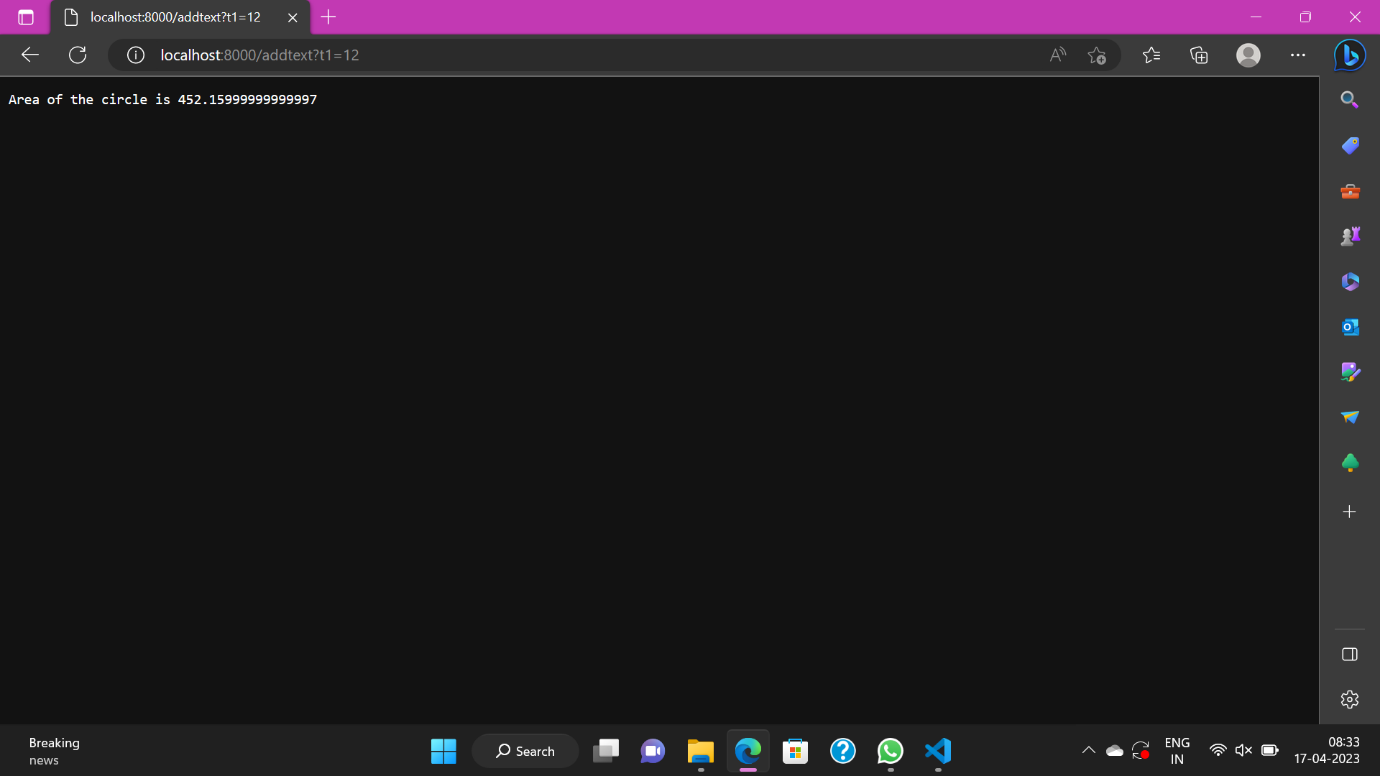 localhost:8000/addtext?t1=12
localhost:8000/addtext?t1=12
Area of the circle is 452.15999999999997
Breaking
news
Search
ENG
IN
08:33
17-04-2023